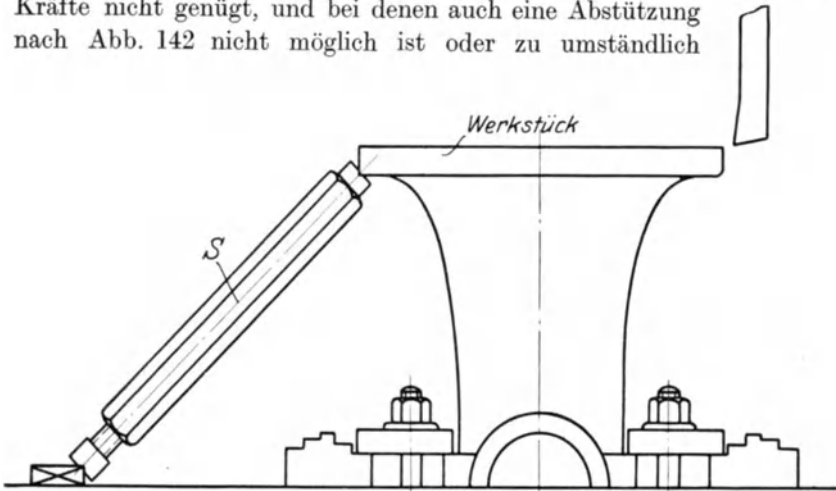 Kräfte nicht genügt, und bei denen auch eine Abstützung
nach Abb. 142 nicht möglich ist oder zu umständlich
Werkstück
S